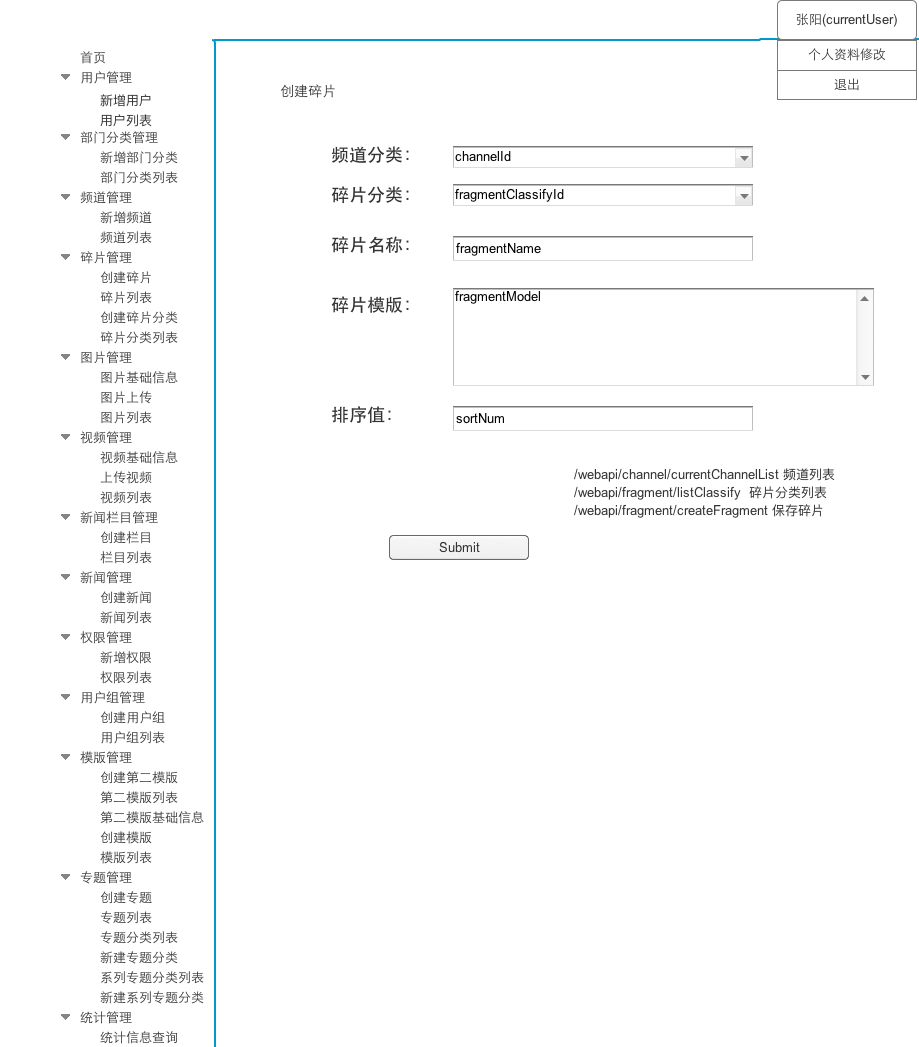 张阳(currentUser)
个人资料修改
退出
首页
用户管理
新增用户
用户列表
部门分类管理
新增部门分类
部门分类列表
频道管理
新增频道
频道列表
碎片管理
创建碎片
碎片列表
创建碎片分类
碎片分类列表
图片管理
图片基础信息
图片上传
图片列表
视频管理
视频基础信息
上传视频
视频列表
新闻栏目管理
创建栏目
栏目列表
新闻管理
创建新闻
新闻列表
权限管理
新增权限
权限列表
用户组管理
创建用户组
用户组列表
模版管理
创建第二模版
第二模版列表
第二模版基础信息
创建模版
模版列表
专题管理
创建专题
专题列表
专题分类列表
新建专题分类
系列专题分类列表
新建系列专题分类
统计管理
统计信息查询
创建碎片
频道分类： channelId
碎片分类： fragmentClassifyId
碎片名称： fragmentName
碎片模版： fragmentModel
排序值： sortNum
/webapi/channel/currentChannelList 频道列表
/webapi/fragment/listClassify 碎片分类列表
/webapi/fragment/createFragment 保存碎片
Submit